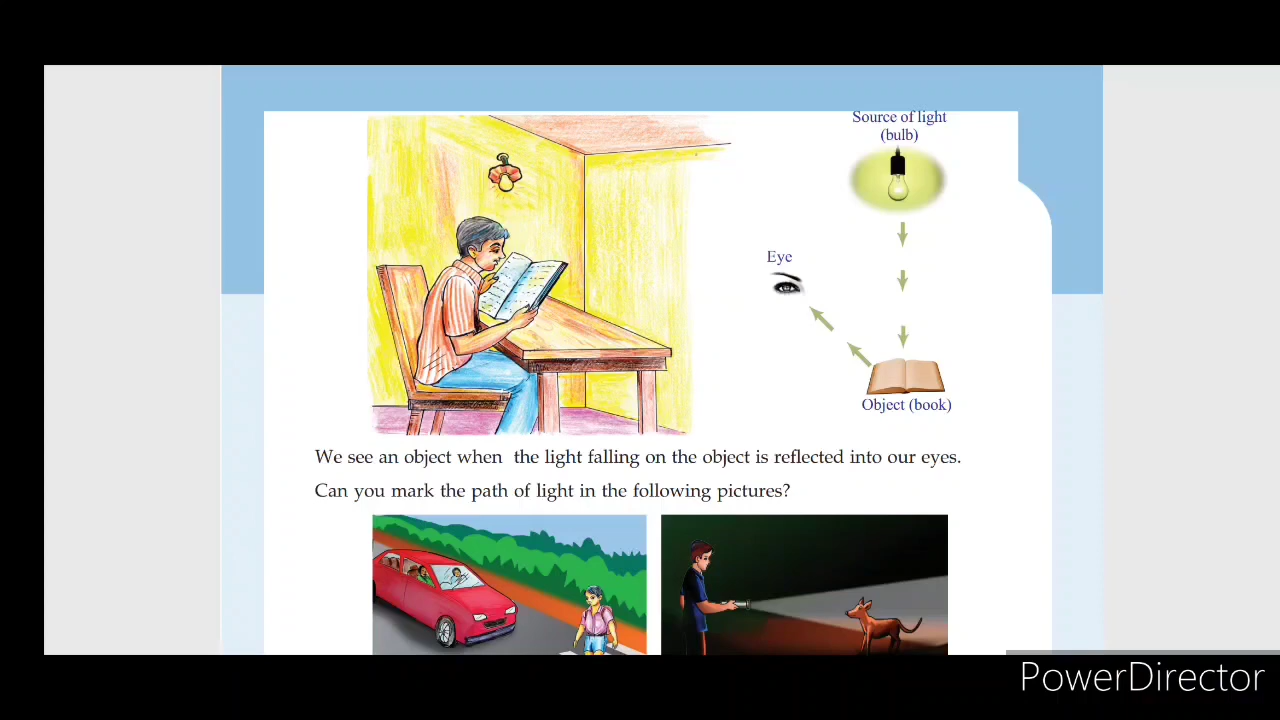 Source of light
(bulb)
Eye
Object (book)
We see an object when the light falling on the object is reflected into our eyes.
Can you mark the path of light in the following pictures?
PowerDirector